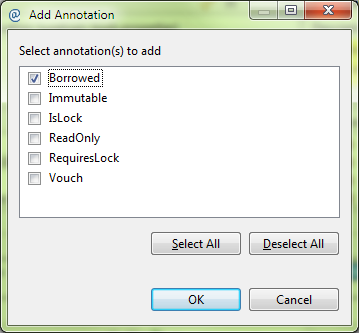 @ Add Annotation
Select annotation(s) to add
Borrowed
Immutable
IsLock
ReadOnly
RequiresLock
Vouch
Select All
Deselect All
OK
Cancel